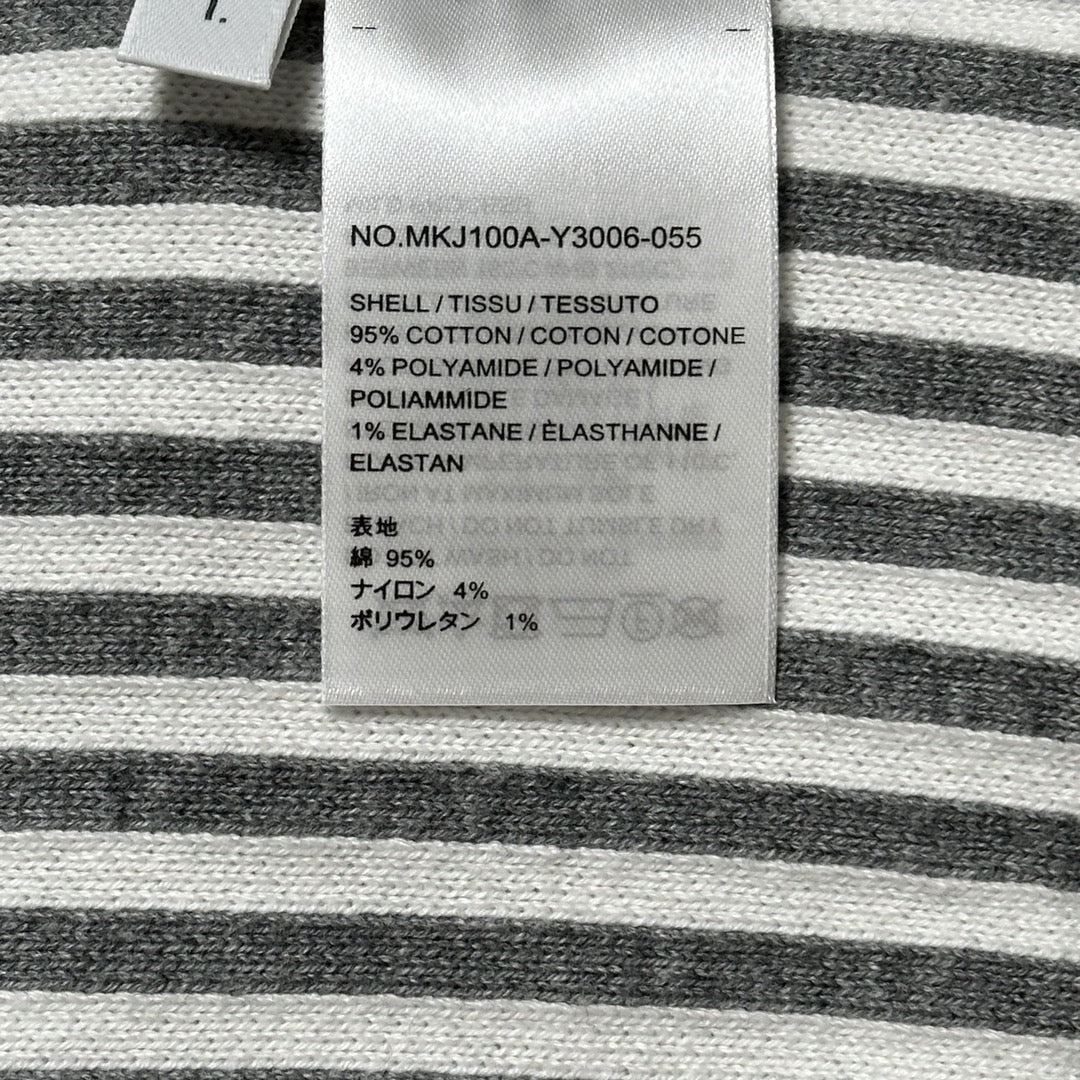 NO.MKJ100A-Y3006-055
SHELL / TISSU / TESSUTO
95% COTTON / COTON / COTONE
4% POLYAMIDE / POLYAMIDE /
POLIAMMIDE
1% ELASTANE / ÈLASTHANNE /
ELASTAN
表地
綿 95%
ナイロン 4%
ポリウレタン 1%